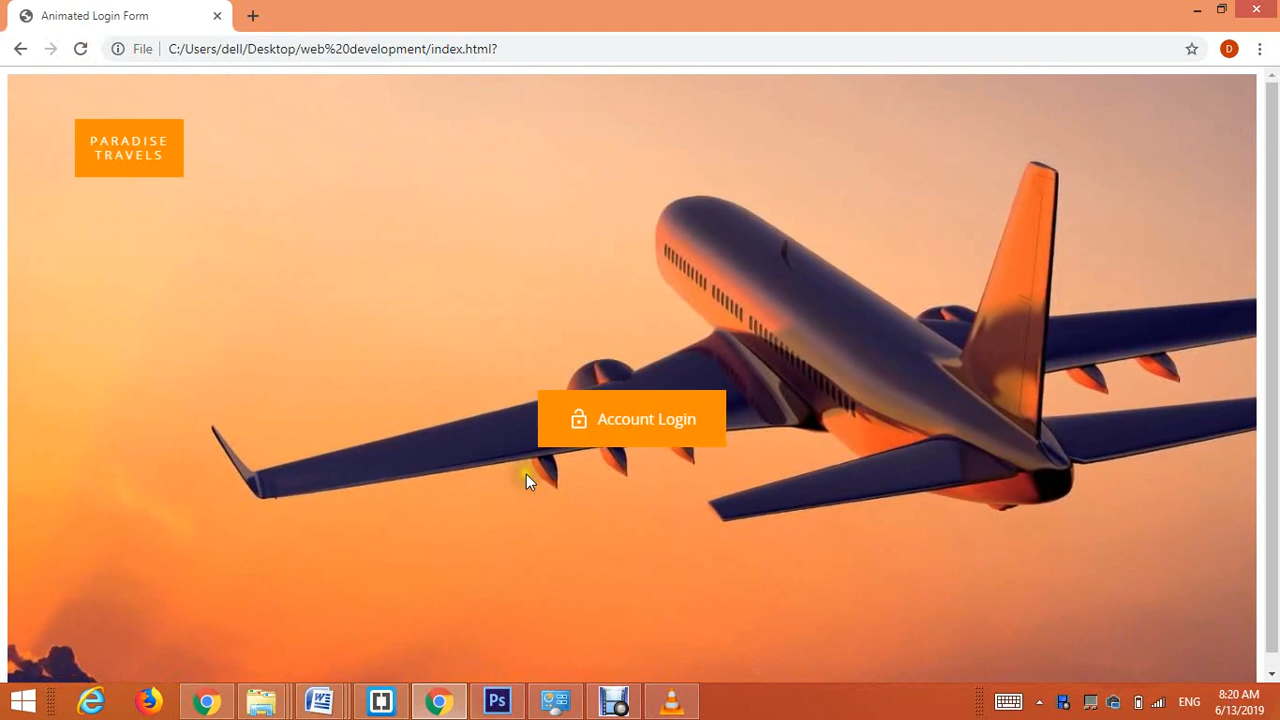 Animated Login Form
File
C:/Users/dell/Desktop/web%20development/index.html?
D
PARADISE
TRAVELS
Account Login
W
Ps
ENG
8:20 AM
6/13/2019